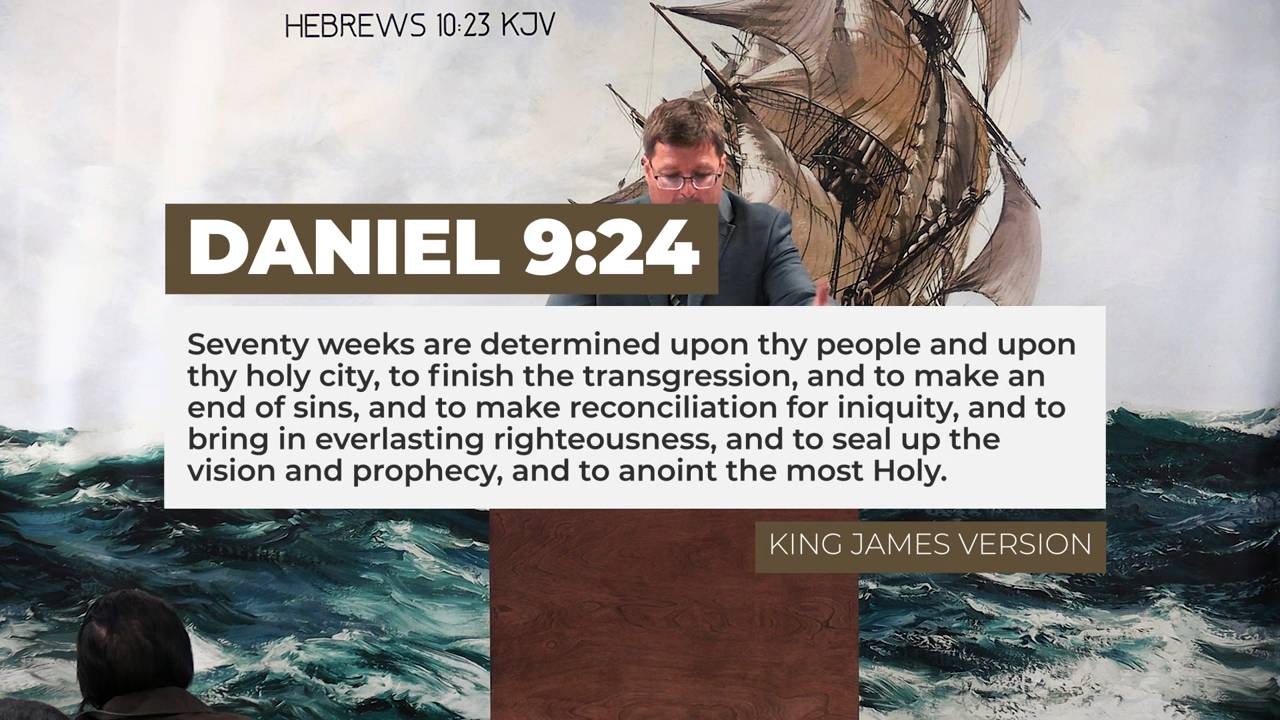 HEBREWS 10:23 KJV
DANIEL 9:24
Seventy weeks are determined upon thy people and upon
thy holy city, to finish the transgression, and to make an
end of sins, and to make reconciliation for iniquity, and to
bring in everlasting righteousness, and to seal up the
vision and prophecy, and to anoint the most Holy.
KING JAMES VERSION